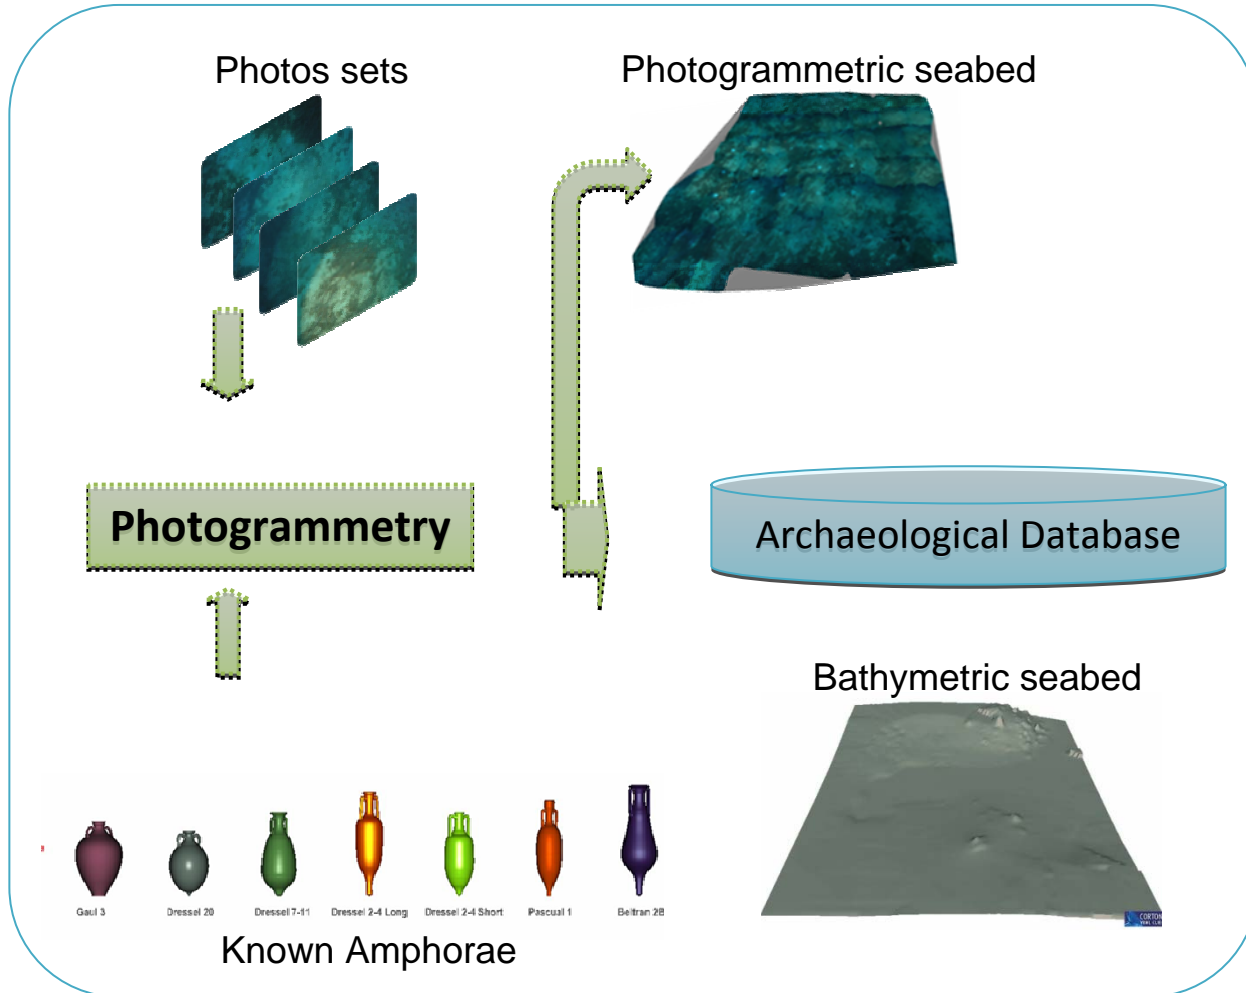 Photos sets
Photogrammetric seabed
Photogrammetry
Archaeological Database
Bathymetric seabed
Gaul 3
Dressel 20
Dressel 7-11
Dressel 2-4 Long
Dressel 2-4 Short
Pascual 1
Beltran 2B
CORTON
Known Amphorae